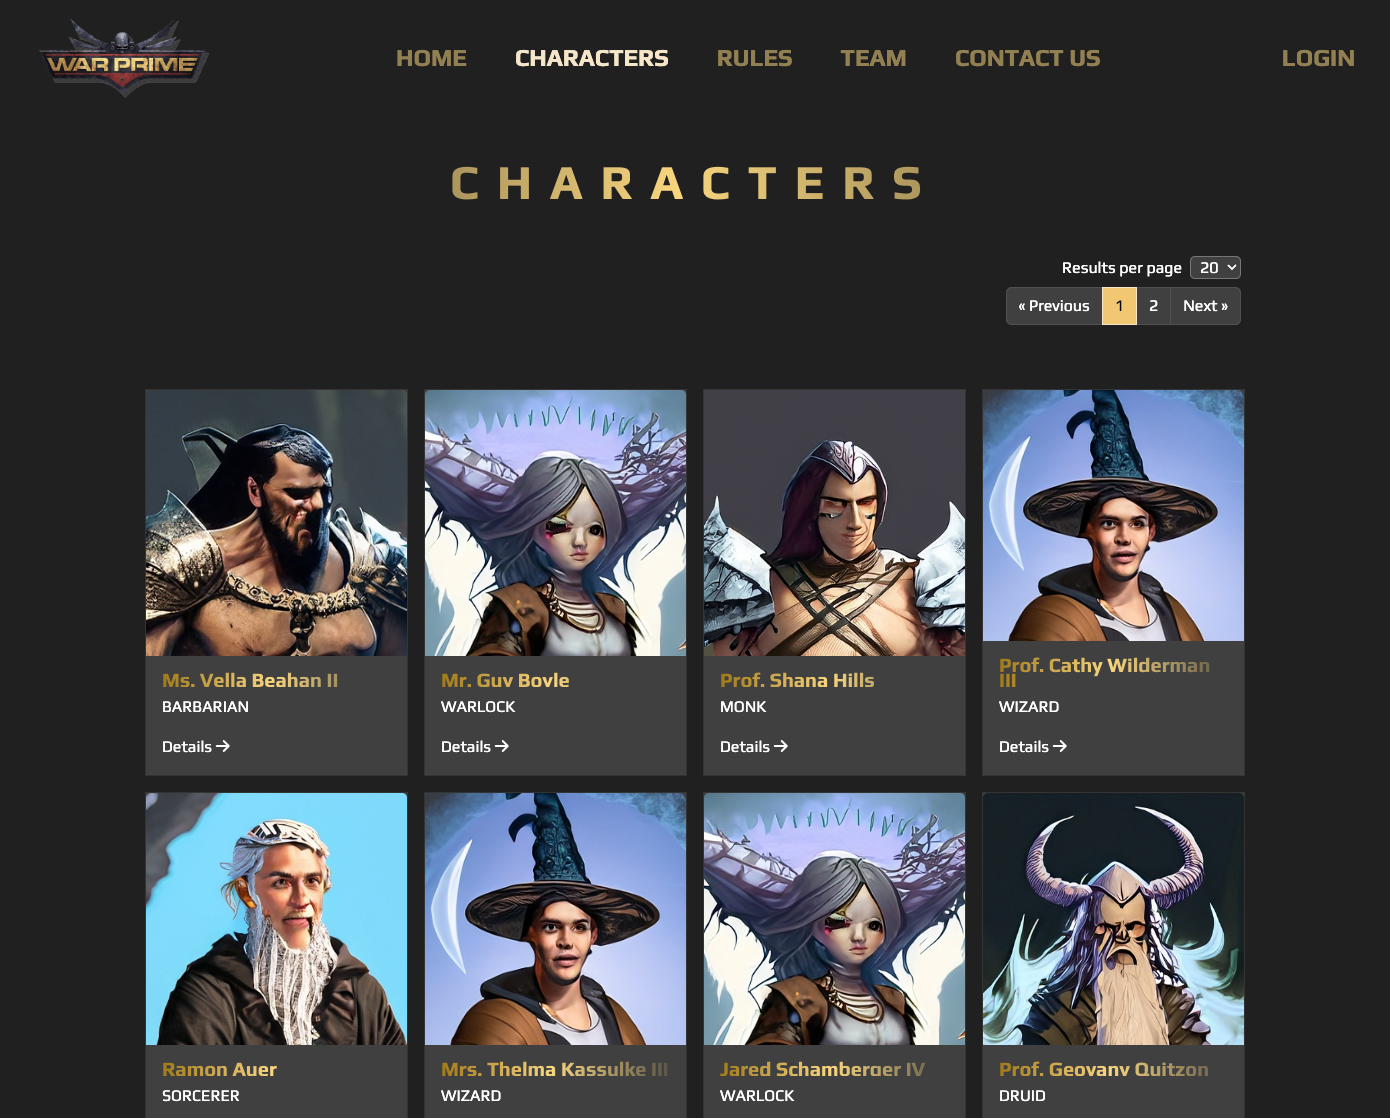 WAR PRIME
HOME CHARACTERS RULES TEAM CONTACT US LOGIN
CHARACTERS
Results per page 20
« Previous 1 2 Next »
Ms. Vella Beahan II
BARBARIAN
Details →
Mr. Guy Boyle
WARLOCK
Details →
Prof. Shana Hills
MONK
Details →
Prof. Cathy Wilderman
III
WIZARD
Details →
Ramon Auer
SORCERER
Mrs. Thelma Kassulke III
WIZARD
Jared Schamberger IV
WARLOCK
Prof. Geovany Quitzon
DRUID